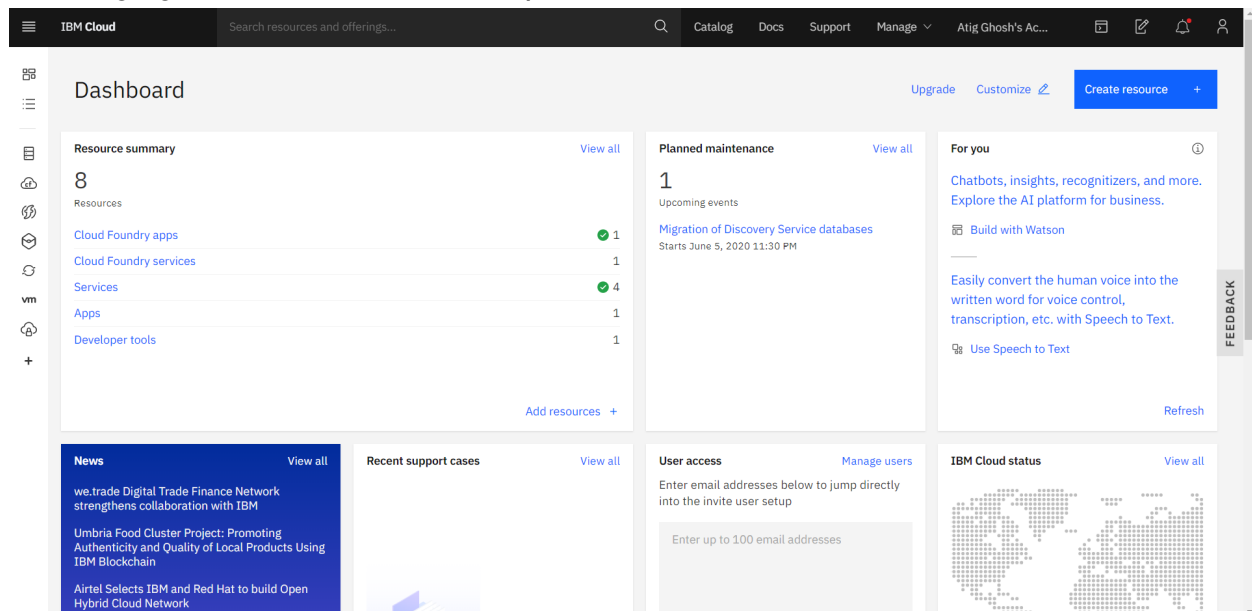 IBM Cloud
Search resources and offerings...
Catalog
Docs
Support
Manage
Atig Ghosh's Ac...
Dashboard
Upgrade
Customize
Create resource +
Resource summary
View all
8
Resources
Cloud Foundry apps 1
Cloud Foundry services 1
Services 4
Apps 1
Developer tools 1
Add resources +
Planned maintenance
View all
1
Upcoming events
Migration of Discovery Service databases
Starts June 5, 2020 11:30 PM
For you
Chatbots, insights, recognitizers, and more.
Explore the AI platform for business.
Build with Watson
Easily convert the human voice into the
written word for voice control,
transcription, etc. with Speech to Text.
Use Speech to Text
Refresh
FEEDBACK
cf
vm
+
News
View all
we.trade Digital Trade Finance Network
strengthens collaboration with IBM
Umbria Food Cluster Project: Promoting
Authenticity and Quality of Local Products Using
IBM Blockchain
Airtel Selects IBM and Red Hat to build Open
Hybrid Cloud Network
Recent support cases
View all
User access
Manage users
Enter email addresses below to jump directly
into the invite user setup
Enter up to 100 email addresses
IBM Cloud status
View all